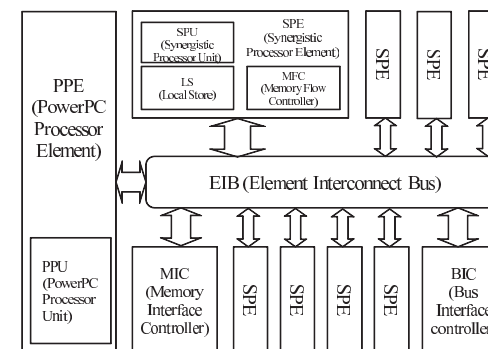 PPE
(PowerPC
Processor
Element)
PPU
(PowerPC
Processor
Unit)
SPU
(Synergistic
Processor Unit)
LS
(Local Store)
SPE
(Synergistic
Processor Element)
MFC
(Memory Flow
Controller)
SPE
SPE
SPE
EIB (Element Interconnect Bus)
MIC
(Memory
Interface
Controller)
SPE
SPE
SPE
SPE
BIC
(Bus
Interface
controller